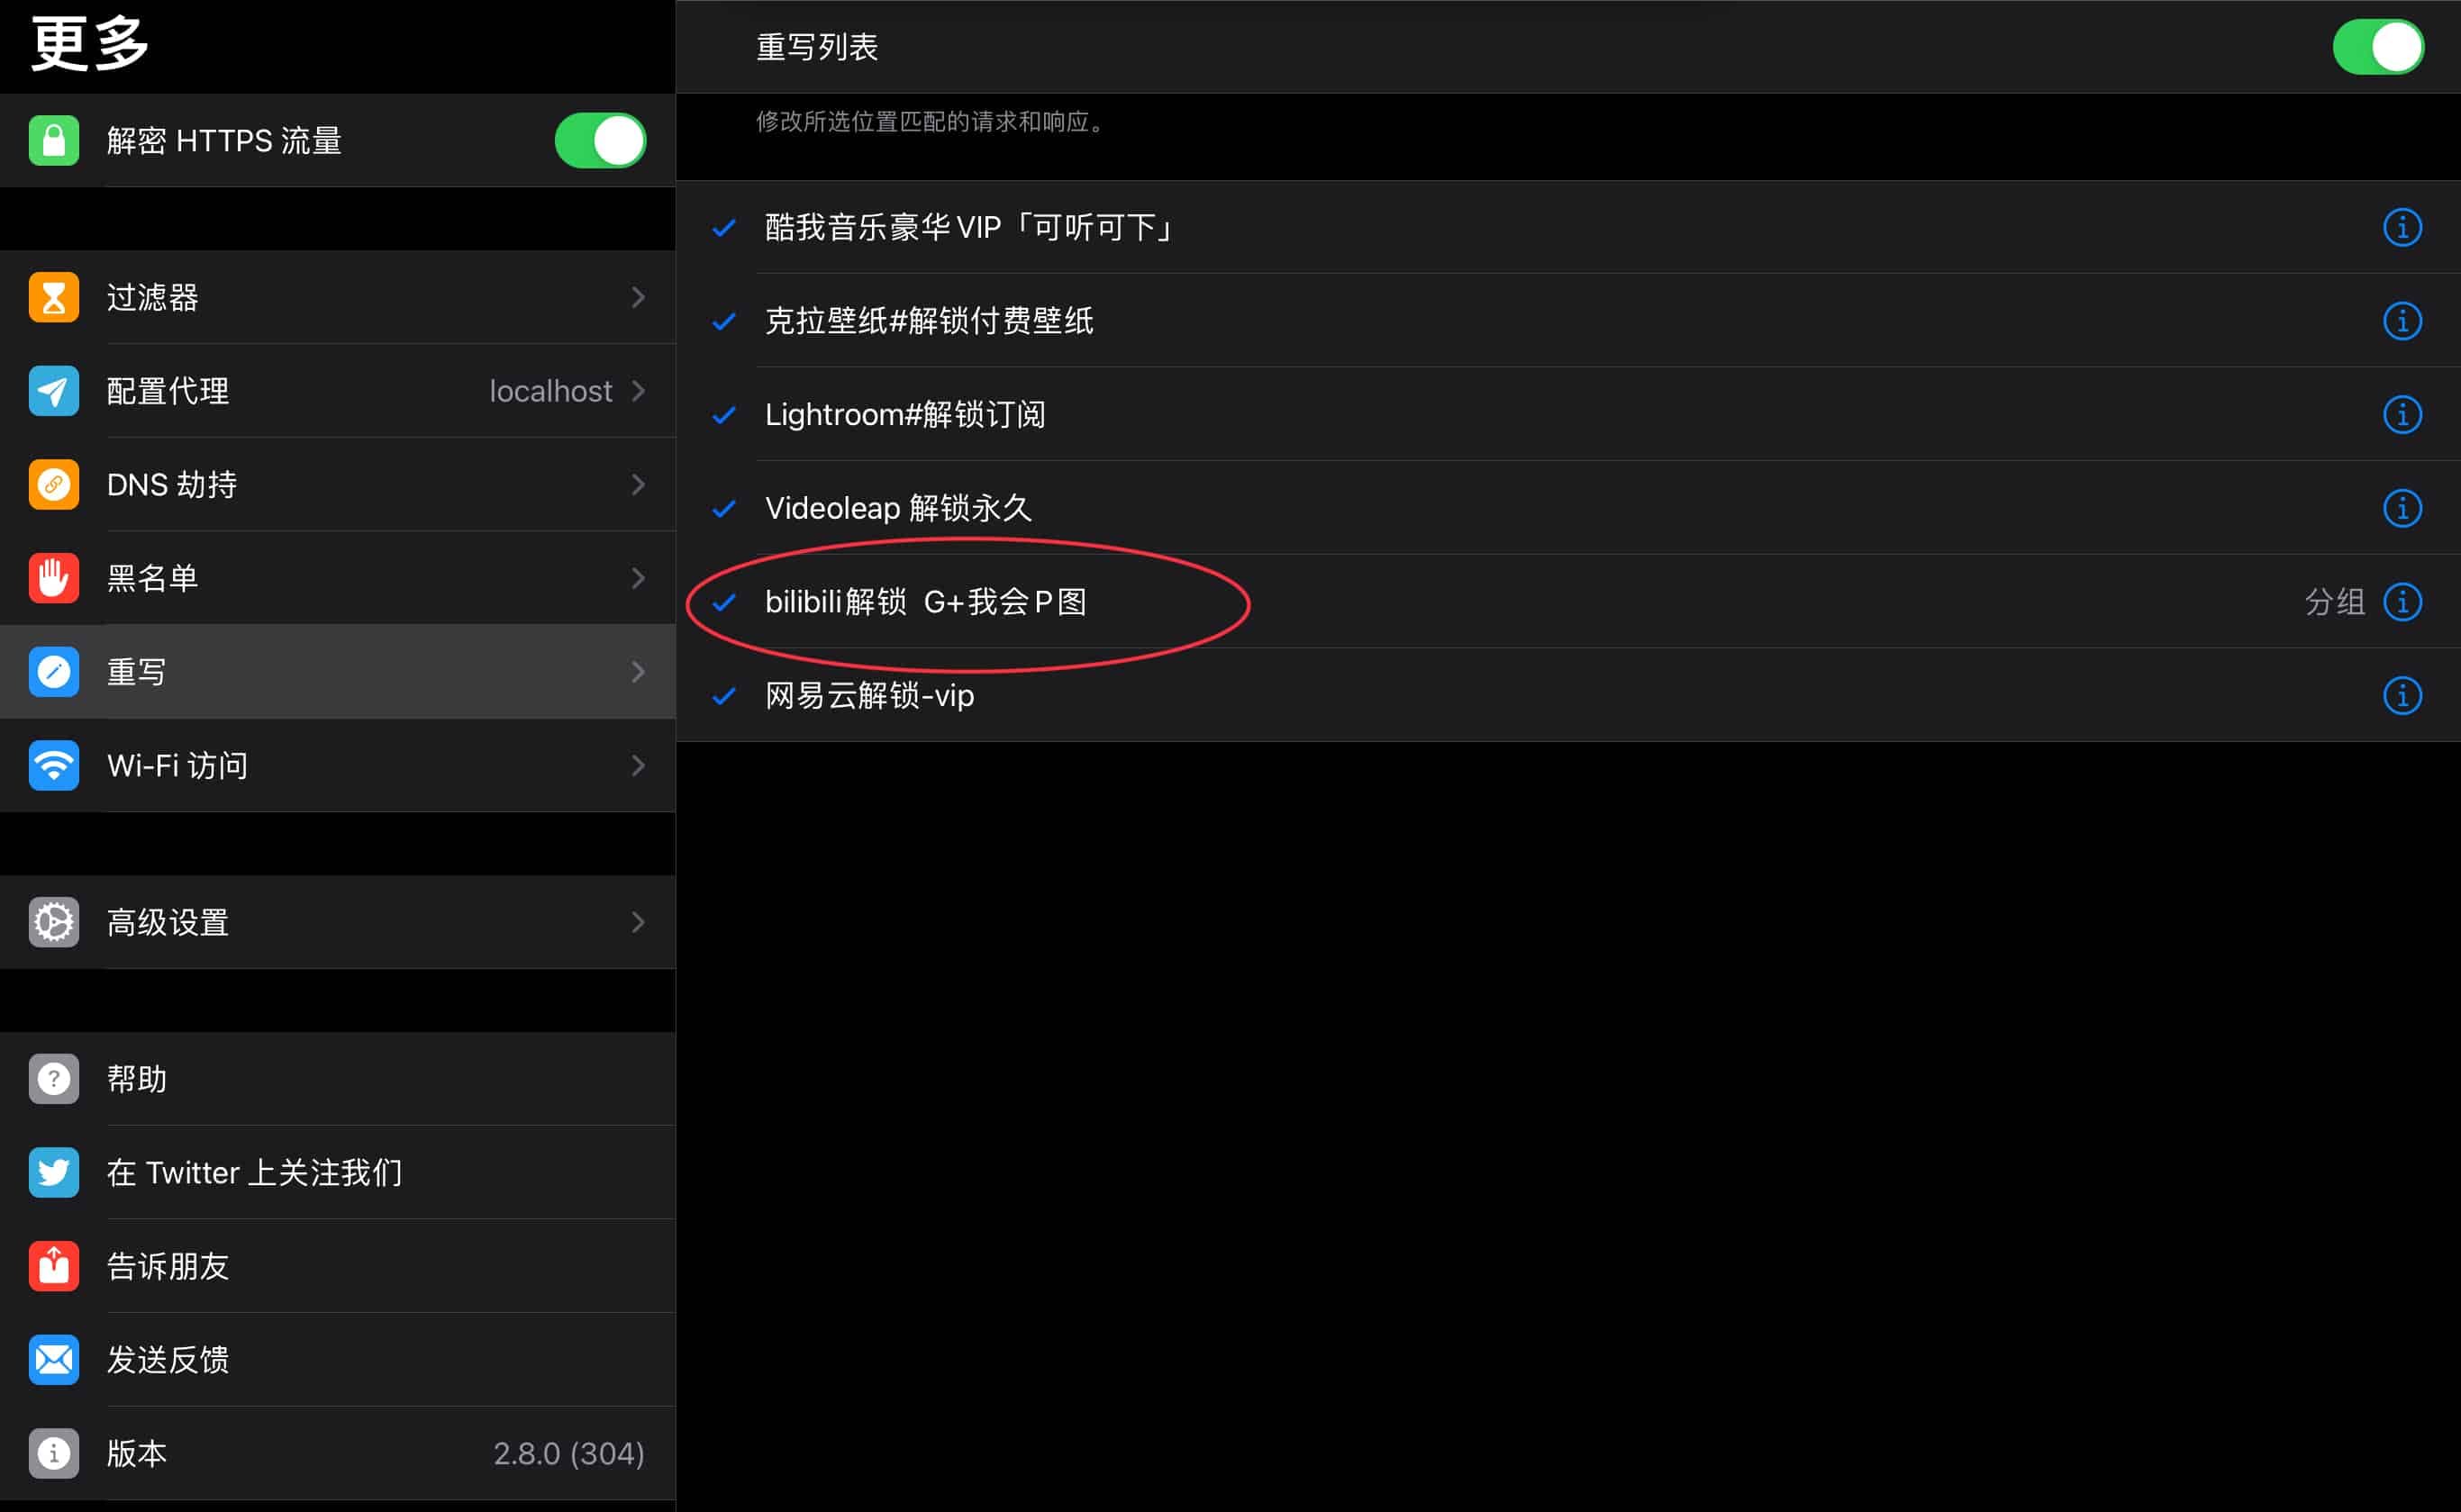 更多
解密 HTTPS 流量
过滤器
配置代理 localhost
DNS 劫持
黑名单
重写
Wi-Fi 访问
高级设置
帮助
在 Twitter 上关注我们
告诉朋友
发送反馈
版本 2.8.0 (304)
重写列表
修改所选位置匹配的请求和响应。
酷我音乐豪华VIP「可听可下」
克拉壁纸#解锁付费壁纸
Lightroom#解锁订阅
Videoleap 解锁永久
bilibili解锁 G+我会P图 分组
网易云解锁-vip